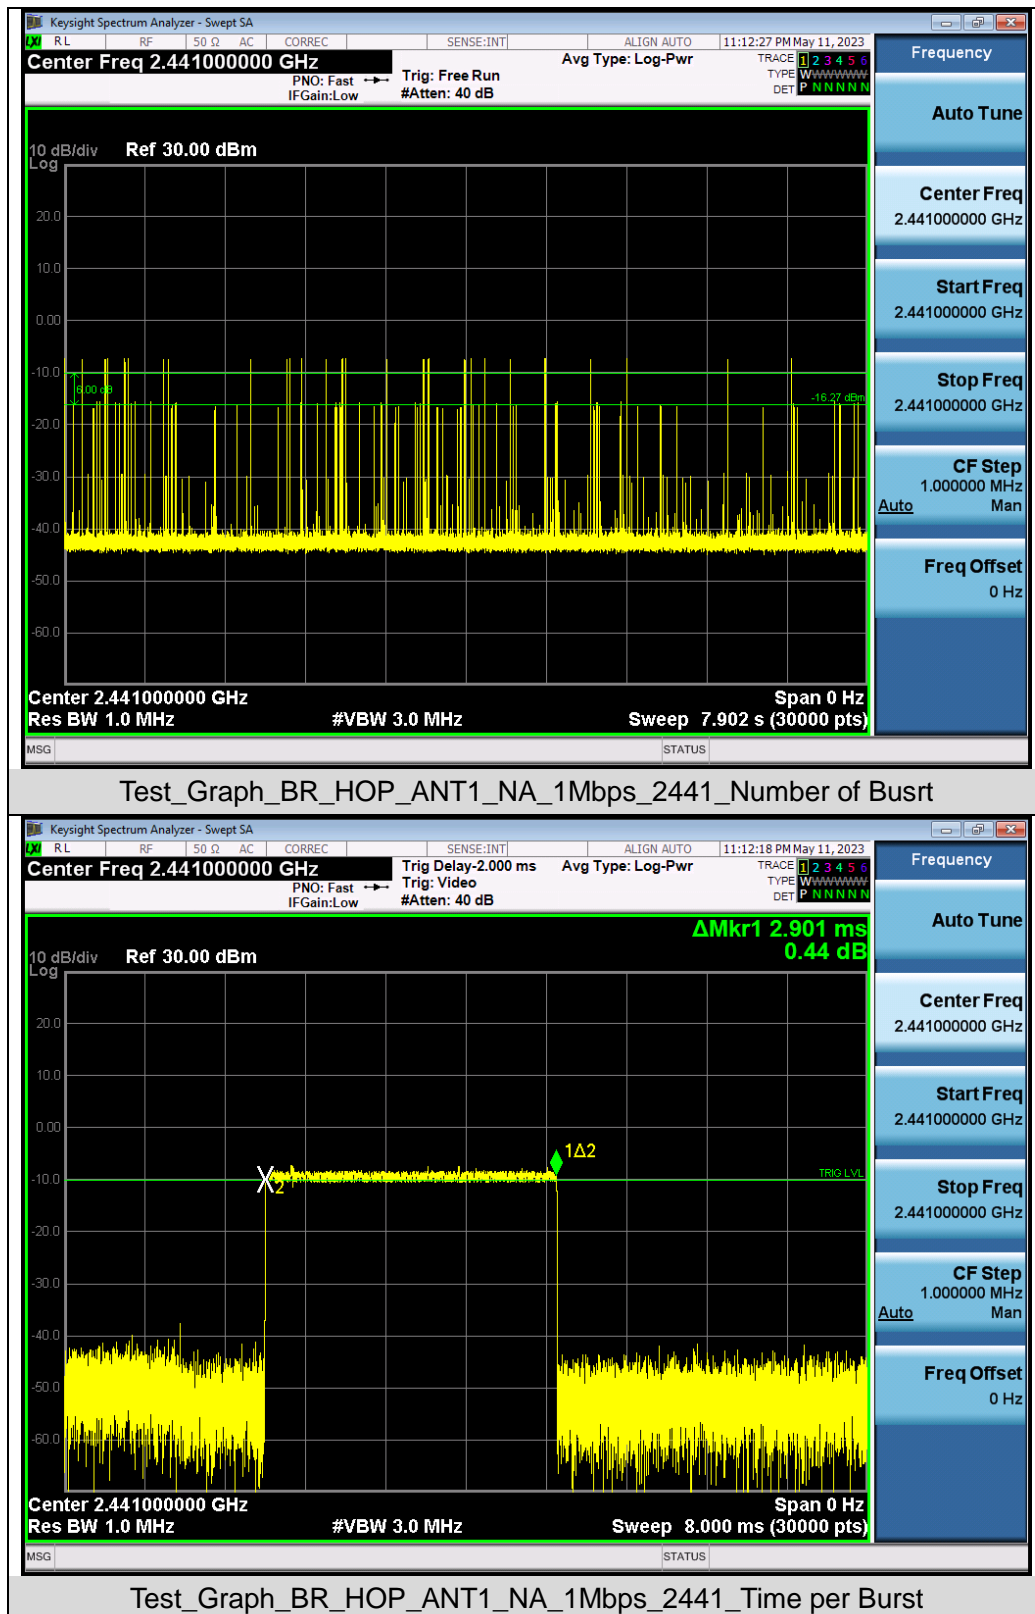 Keysight Spectrum Analyzer - Swept SA
LXI RL RF 50 Ω AC CORREC SENSE:INT ALIGN AUTO 11:12:27 PM May 11, 2023
Center Freq 2.441000000 GHz Avg Type: Log-Pwr TRACE 1 2 3 4 5 6
PNO: Fast Trig: Free Run TYPE WWWWWW
IFGain:Low #Atten: 40 dB DET P N N N N N
Frequency
Auto Tune
10 dB/div Ref 30.00 dBm
Log
Center Freq
2.441000000 GHz
20.0
10.0
Start Freq
2.441000000 GHz
0.00
-10.0
Stop Freq
2.441000000 GHz
6.00 dB
-16.27 dBm
-20.0
-30.0
CF Step
1.000000 MHz
Auto Man
-40.0
Freq Offset
0 Hz
-50.0
-60.0
Center 2.441000000 GHz Span 0 Hz
Res BW 1.0 MHz #VBW 3.0 MHz Sweep 7.902 s (30000 pts)
MSG STATUS
Test_Graph_BR_HOP_ANT1_NA_1Mbps_2441_Number of Busrt
Keysight Spectrum Analyzer - Swept SA
LXI RL RF 50 Ω AC CORREC SENSE:INT ALIGN AUTO 11:12:18 PM May 11, 2023
Center Freq 2.441000000 GHz Trig Delay-2.000 ms Avg Type: Log-Pwr TRACE 1 2 3 4 5 6
PNO: Fast Trig: Video TYPE WWWWWW
IFGain:Low #Atten: 40 dB DET P N N N N N
Frequency
Auto Tune
ΔMkr1 2.901 ms
0.44 dB
10 dB/div Ref 30.00 dBm
Log
Center Freq
2.441000000 GHz
20.0
10.0
Start Freq
2.441000000 GHz
0.00
1Δ2
TRIG LVL
-10.0
2
Stop Freq
2.441000000 GHz
-20.0
-30.0
CF Step
1.000000 MHz
Auto Man
-40.0
Freq Offset
0 Hz
-50.0
-60.0
Center 2.441000000 GHz Span 0 Hz
Res BW 1.0 MHz #VBW 3.0 MHz Sweep 8.000 ms (30000 pts)
MSG STATUS
Test_Graph_BR_HOP_ANT1_NA_1Mbps_2441_Time per Burst